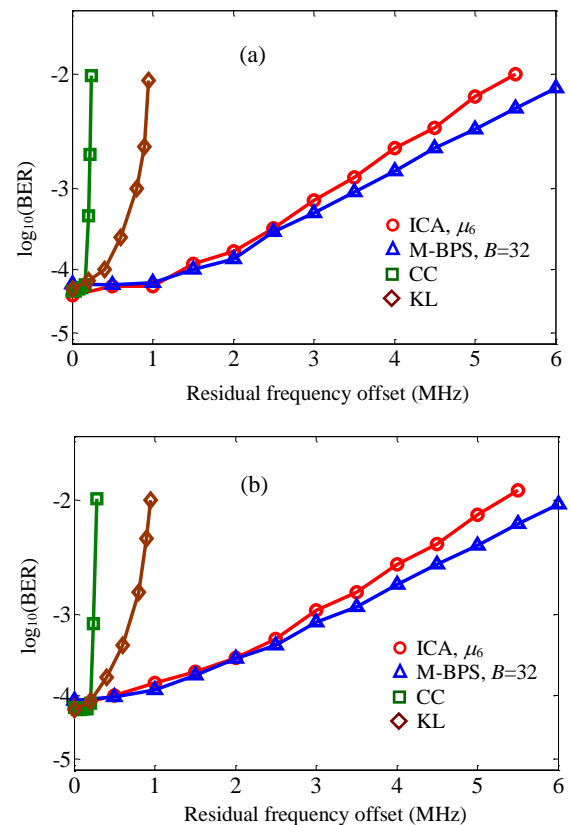 (a)
-2
-3
-4
-5
log₁₀(BER)
ICA, μ₆
M-BPS, B=32
CC
KL
0 1 2 3 4 5 6
Residual frequency offset (MHz)
(b)
-2
-3
-4
-5
log₁₀(BER)
ICA, μ₆
M-BPS, B=32
CC
KL
0 1 2 3 4 5 6
Residual frequency offset (MHz)